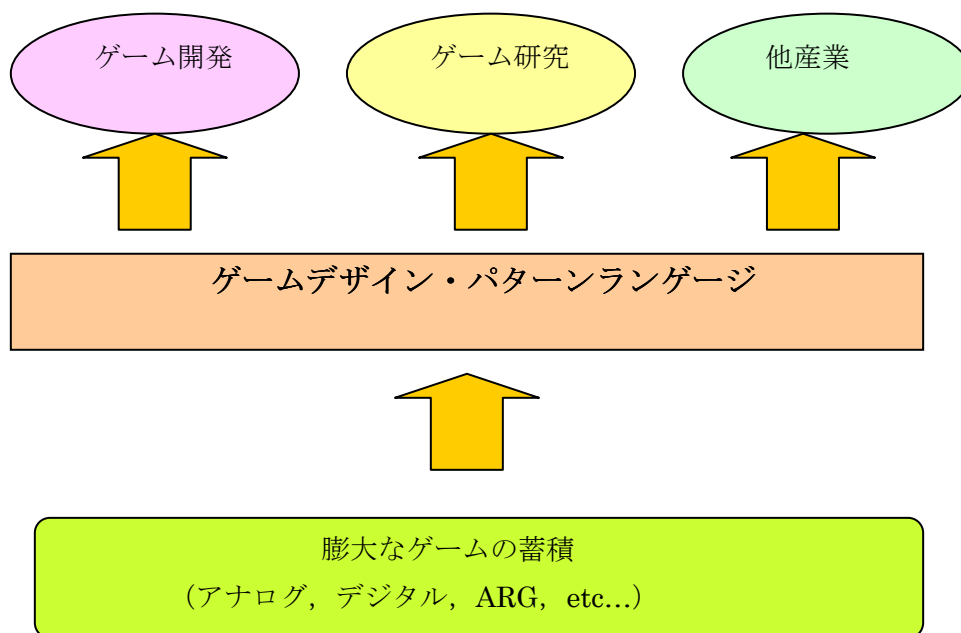 ゲーム開発
ゲーム研究
他産業
ゲームデザイン・パターンランゲージ
膨大なゲームの蓄積
（アナログ，デジタル，ARG，etc…）